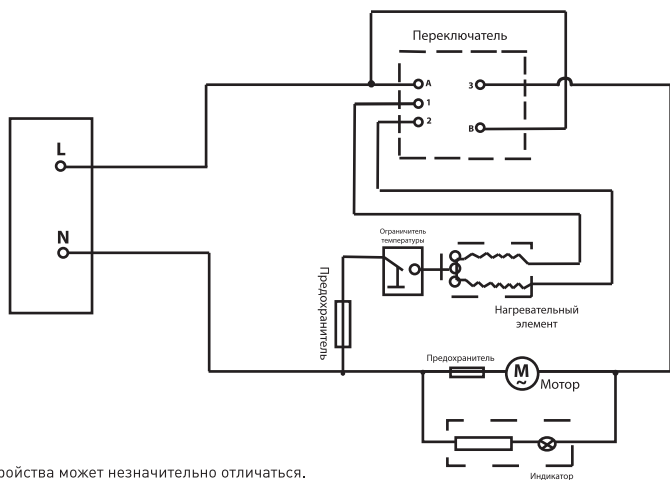 Переключатель
A
3
1
2
B
L
N
Ограничитель
температуры
Предохранитель
Нагревательный
элемент
Предохранитель
M
~
Мотор
ройства может незначительно отличаться.
Индикатор